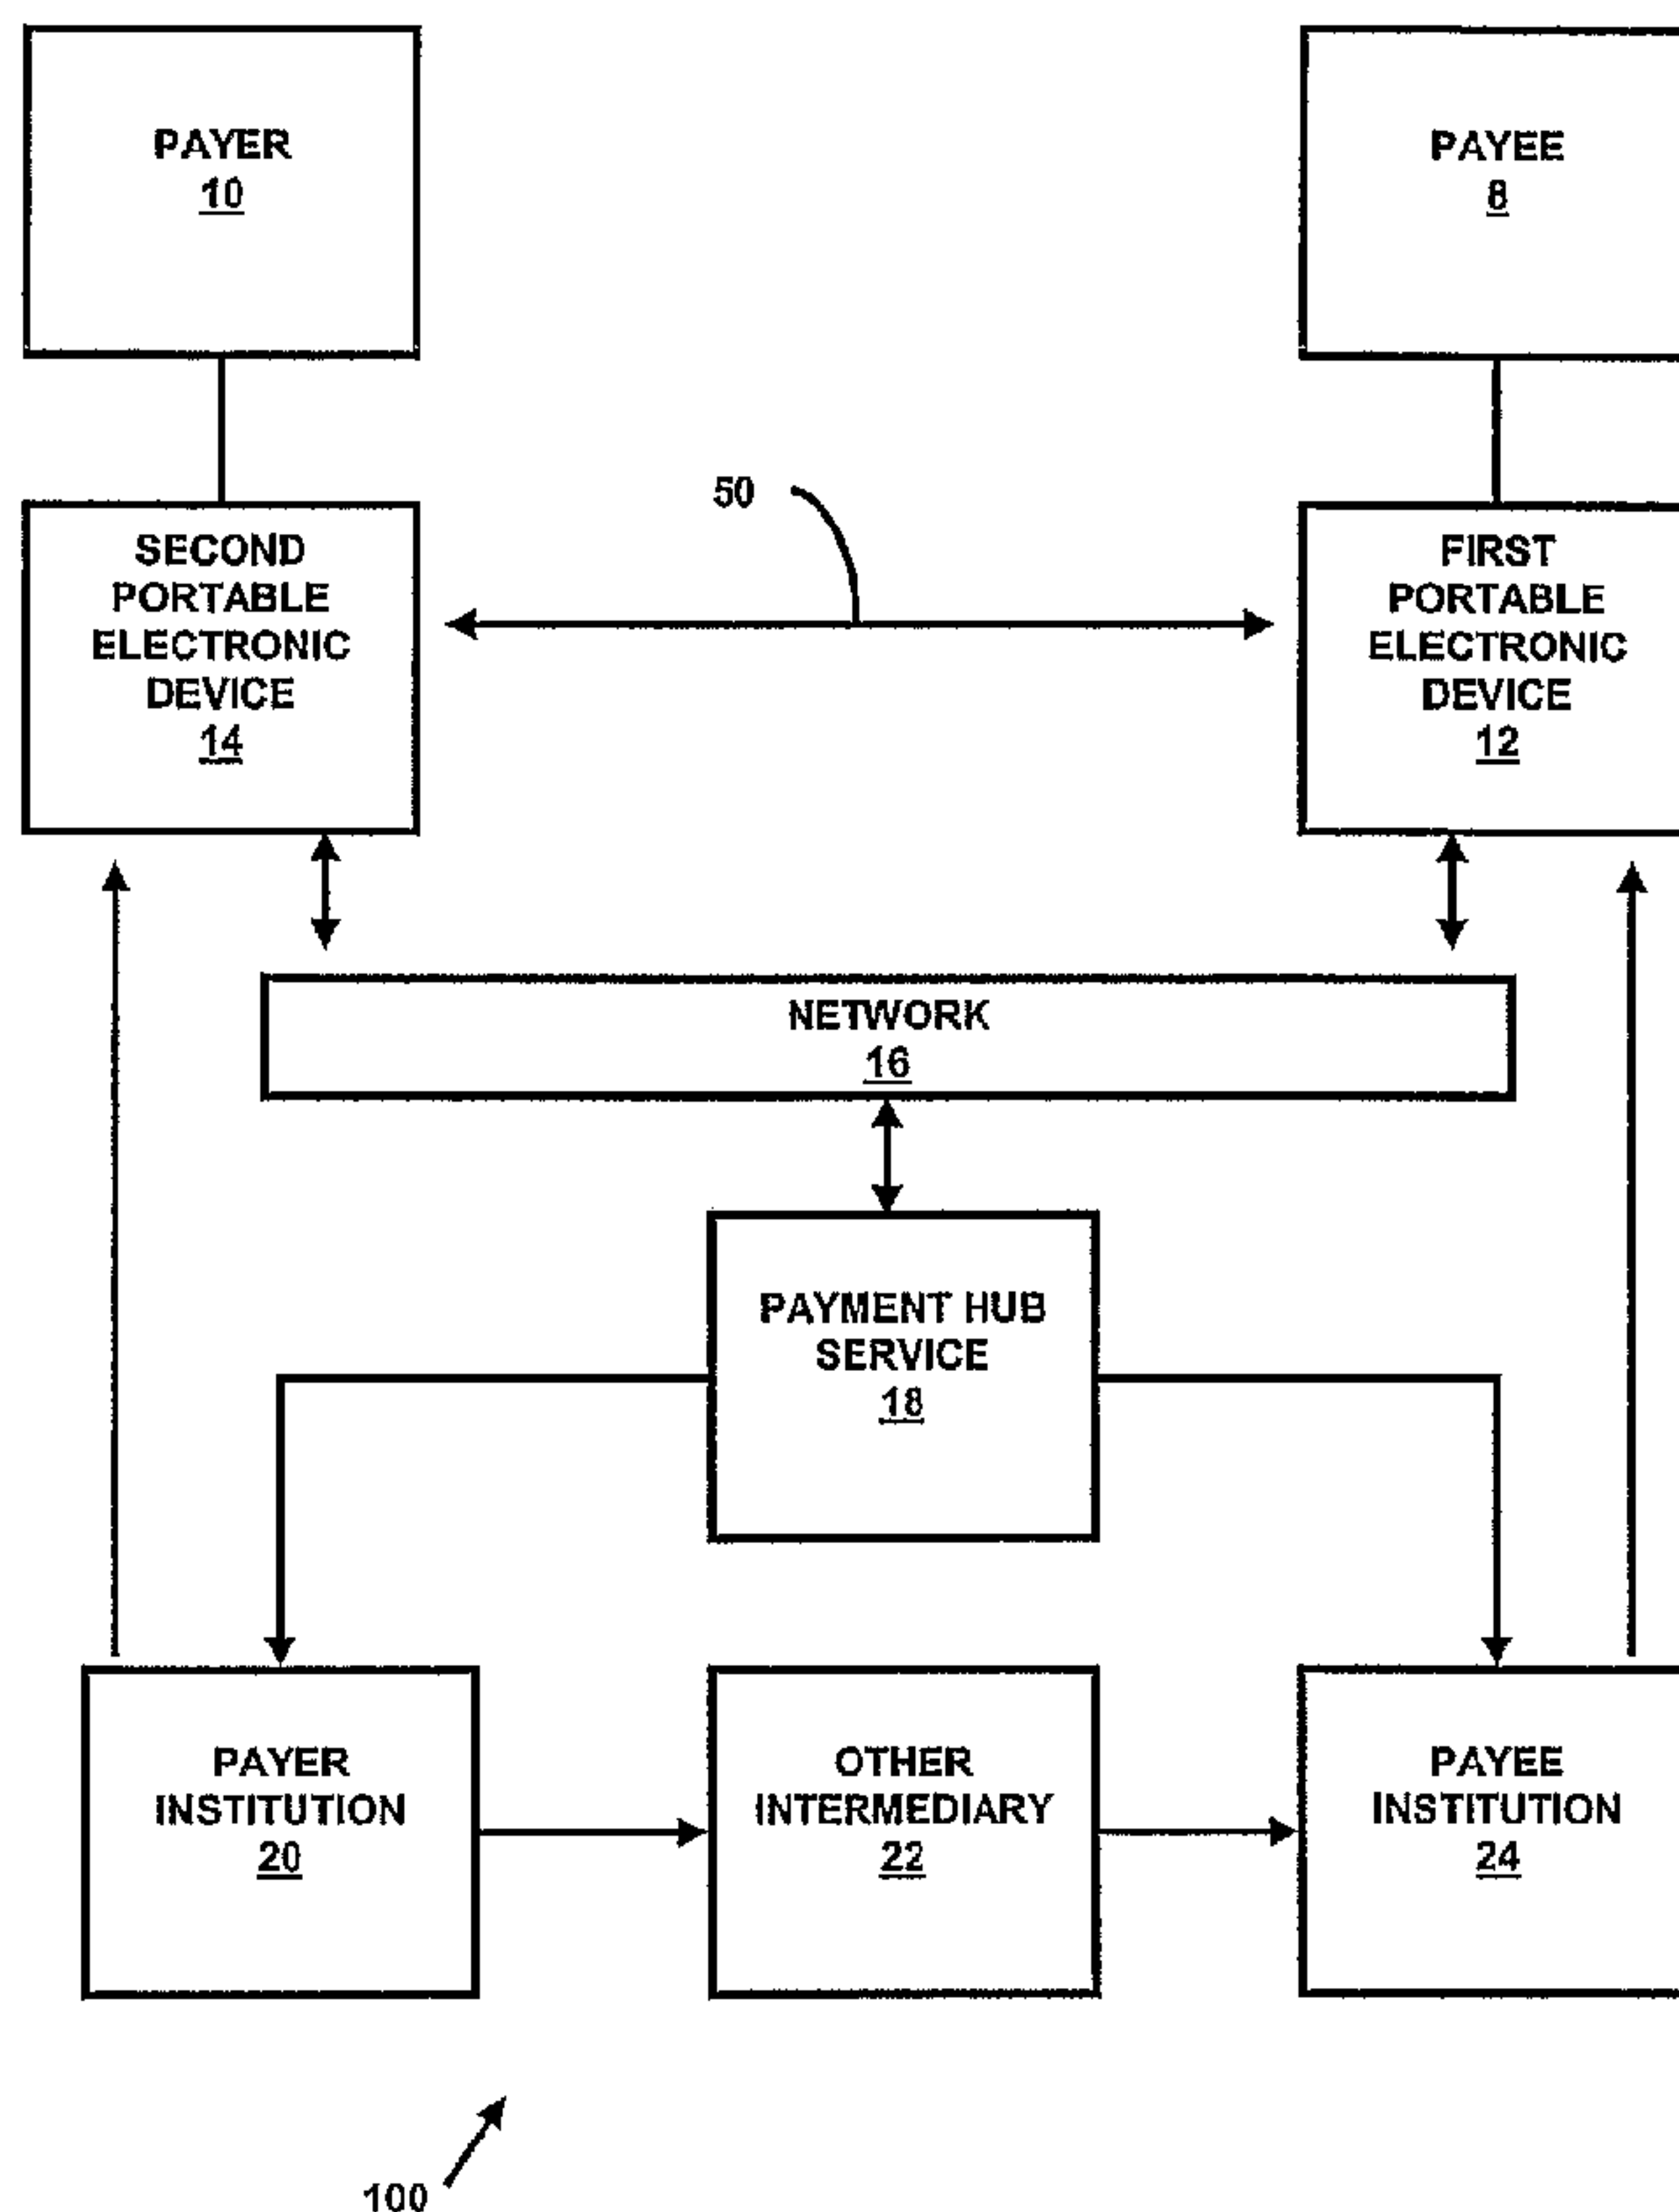 PAYER
10
PAYEE
8
50
SECOND
PORTABLE
ELECTRONIC
DEVICE
14
FIRST
PORTABLE
ELECTRONIC
DEVICE
12
NETWORK
16
PAYMENT HUB
SERVICE
18
PAYER
INSTITUTION
20
OTHER
INTERMEDIARY
22
PAYEE
INSTITUTION
24
100